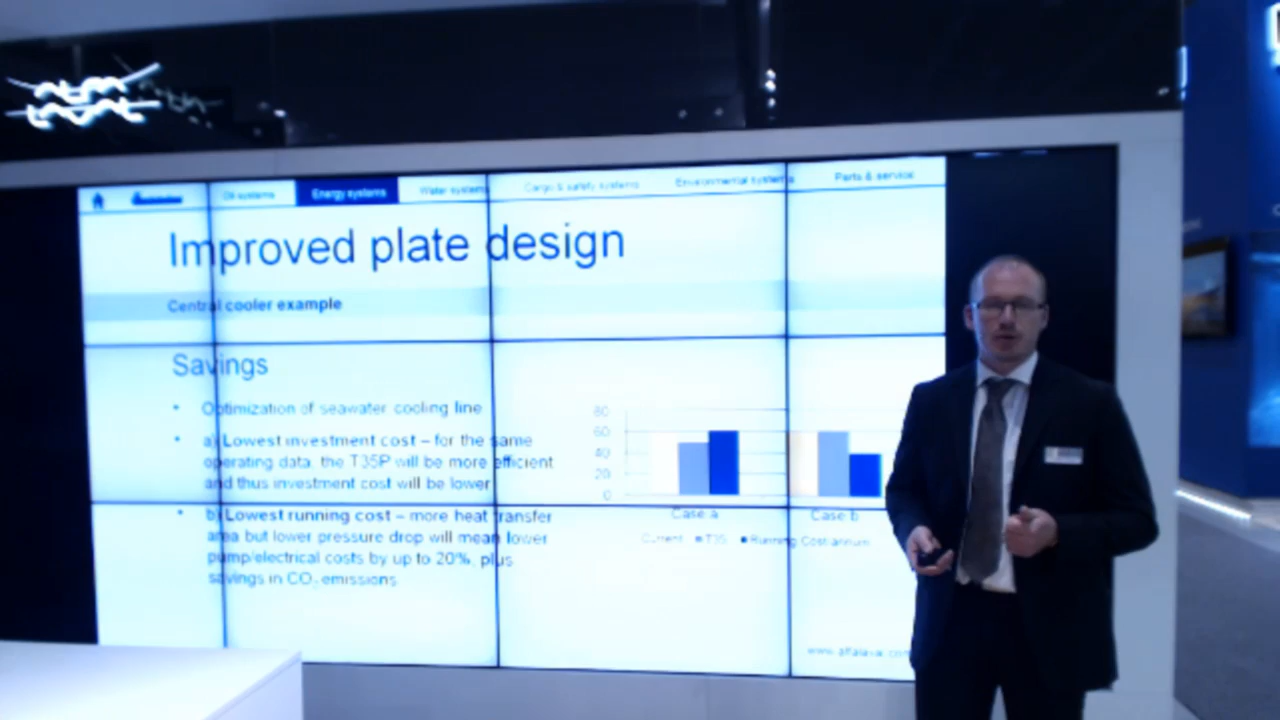 Oil systems Energy systems Water systems Cargo & safety systems Environmental systems Parts & service
Improved plate design
Central cooler example
Savings
• Optimization of seawater cooling line
• a) Lowest investment cost – for the same
operating data, the T35P will be more efficient
and thus investment cost will be lower
• b) Lowest running cost – more heat transfer
area but lower pressure drop will mean lower
pump/electrical costs by up to 20%, plus
savings in CO₂ emissions
80
60
40
20
0
Case a Case b
Current T35 Running Cost/annum
www.alfalaval.com